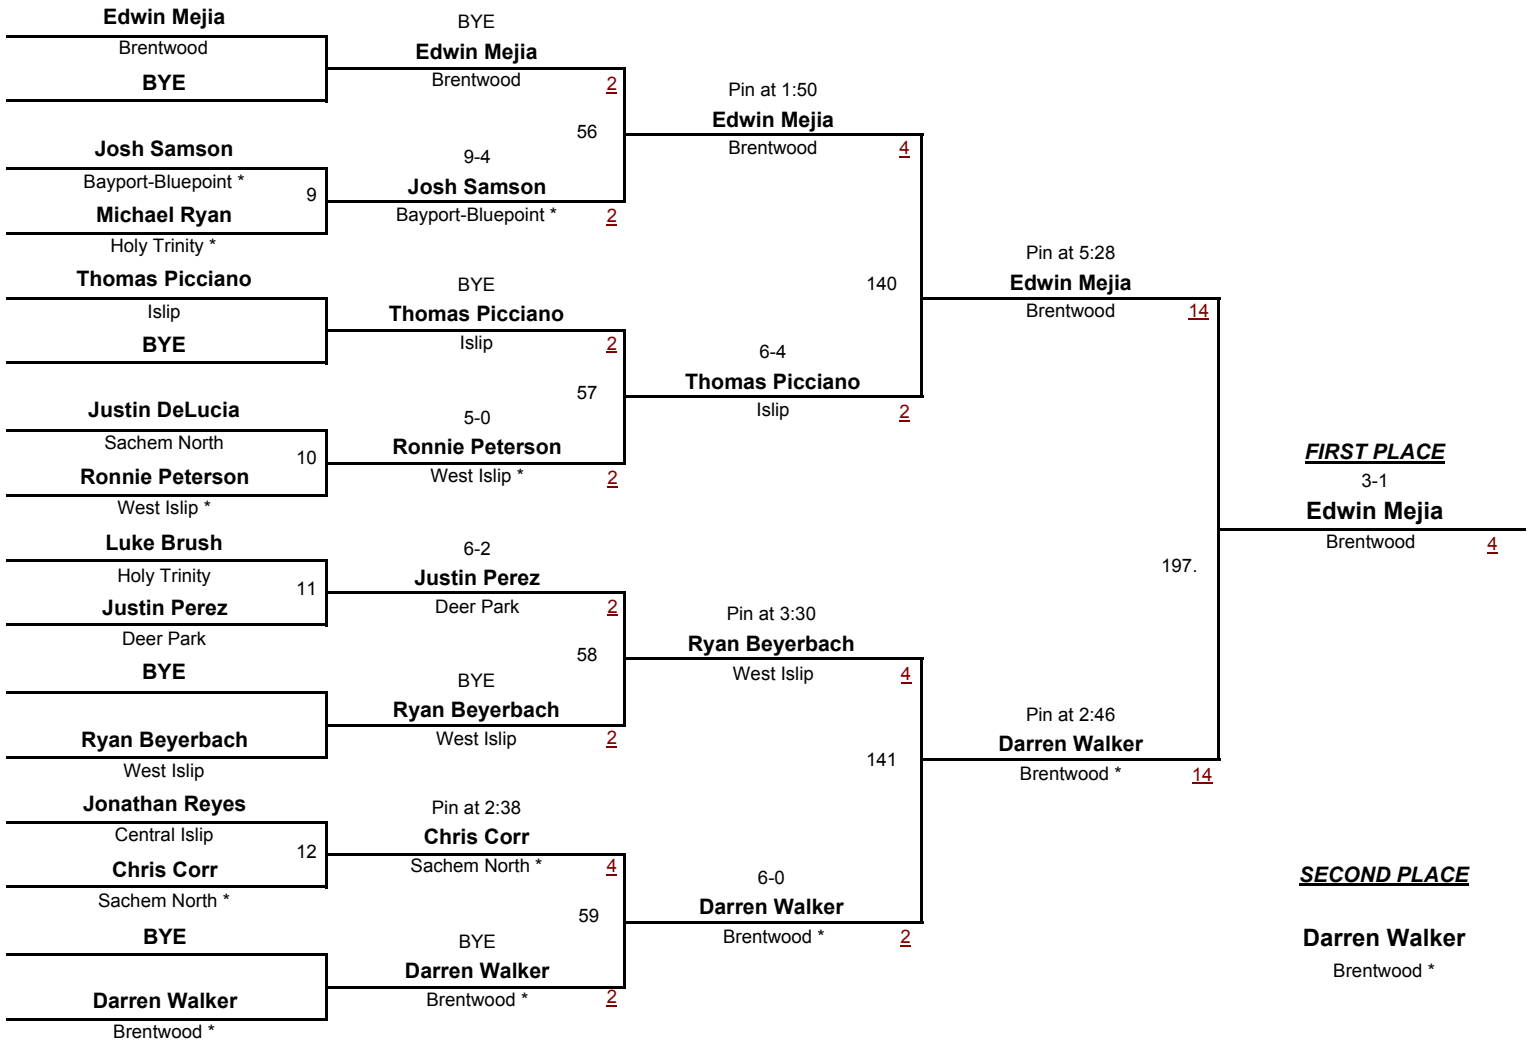 Edwin Mejia
Brentwood
BYE
Josh Samson
Bayport-Bluepoint *
9
Michael Ryan
Holy Trinity *
Thomas Picciano
Islip
BYE
Justin DeLucia
Sachem North
10
Ronnie Peterson
West Islip *
Luke Brush
Holy Trinity
11
Justin Perez
Deer Park
BYE
Ryan Beyerbach
West Islip
Jonathan Reyes
Central Islip
12
Chris Corr
Sachem North *
BYE
Darren Walker
Brentwood *
BYE
Edwin Mejia
Brentwood
2
56
9-4
Josh Samson
Bayport-Bluepoint *
2
BYE
Thomas Picciano
Islip
2
57
5-0
Ronnie Peterson
West Islip *
2
6-2
Justin Perez
Deer Park
2
58
BYE
Ryan Beyerbach
West Islip
2
Pin at 2:38
Chris Corr
Sachem North *
4
59
BYE
Darren Walker
Brentwood *
2
Pin at 1:50
Edwin Mejia
Brentwood
4
140
6-4
Thomas Picciano
Islip
2
Pin at 3:30
Ryan Beyerbach
West Islip
4
141
6-0
Darren Walker
Brentwood *
2
Pin at 5:28
Edwin Mejia
Brentwood
14
197.
Pin at 2:46
Darren Walker
Brentwood *
14
FIRST PLACE
3-1
Edwin Mejia
Brentwood
4
SECOND PLACE
Darren Walker
Brentwood *